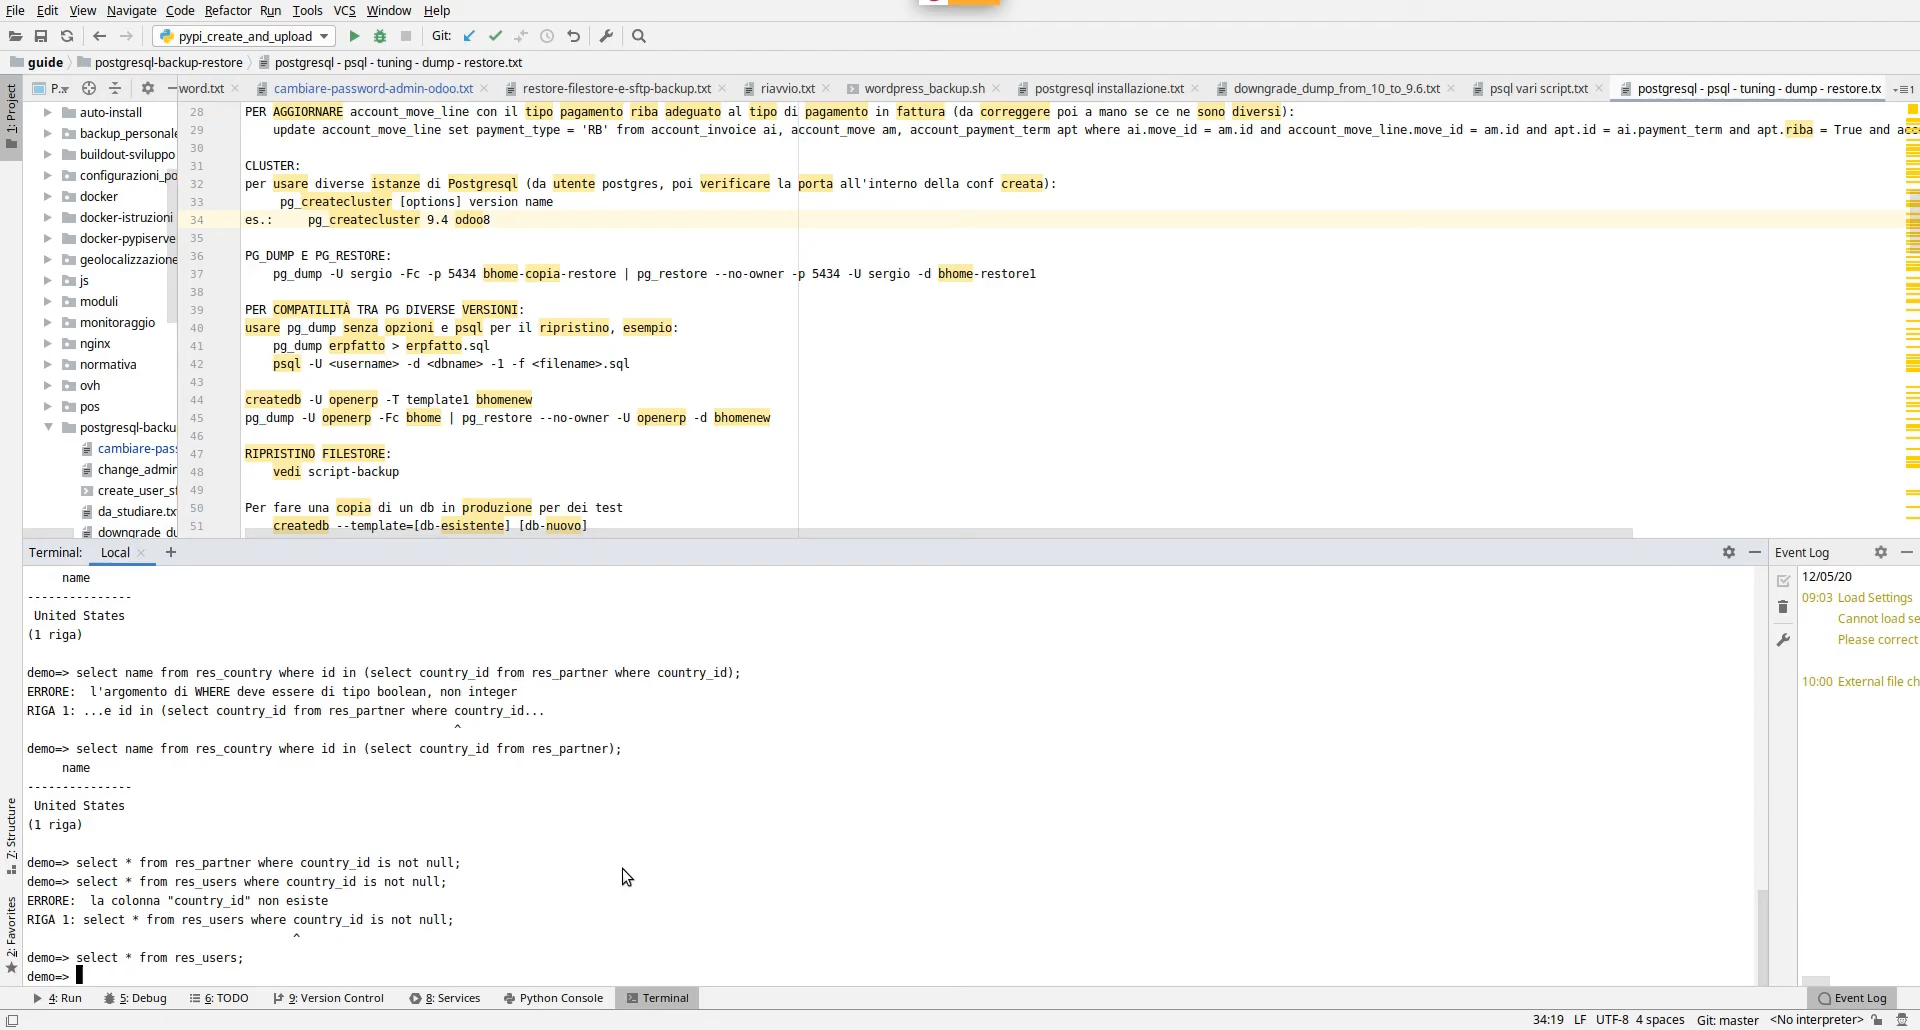 File Edit View Navigate Code Refactor Run Tools VCS Window Help
pypi_create_and_upload Git:
guide postgresql-backup-restore postgresql - psql - tuning - dump - restore.txt
P.. word.txt cambiare-password-admin-odoo.txt restore-filestore-e-sftp-backup.txt riavvio.txt wordpress_backup.sh postgresql installazione.txt downgrade_dump_from_10_to_9.6.txt psql vari script.txt postgresql - psql - tuning - dump - restore.tx
1: Project
auto-install
backup_personale
buildout-sviluppo
configurazioni_po
docker
docker-istruzioni
docker-pypiserve
geolocalizzazione
js
moduli
monitoraggio
nginx
normativa
ovh
pos
postgresql-backu
cambiare-pass
change_admin
create_user_sf
da_studiare.tx
downgrade_du
28 PER AGGIORNARE account_move_line con il tipo pagamento riba adeguato al tipo di pagamento in fattura (da correggere poi a mano se ce ne sono diversi):
29 update account_move_line set payment_type = 'RB' from account_invoice ai, account_move am, account_payment_term apt where ai.move_id = am.id and account_move_line.move_id = am.id and apt.id = ai.payment_term and apt.riba = True and acc
30
31 CLUSTER:
32 per usare diverse istanze di Postgresql (da utente postgres, poi verificare la porta all'interno della conf creata):
33 pg_createcluster [options] version name
34 es.: pg_createcluster 9.4 odoo8
35
36 PG_DUMP E PG_RESTORE:
37 pg_dump -U sergio -Fc -p 5434 bhome-copia-restore | pg_restore --no-owner -p 5434 -U sergio -d bhome-restore1
38
39 PER COMPATILITÀ TRA PG DIVERSE VERSIONI:
40 usare pg_dump senza opzioni e psql per il ripristino, esempio:
41 pg_dump erpfatto > erpfatto.sql
42 psql -U <username> -d <dbname> -1 -f <filename>.sql
43
44 createdb -U openerp -T template1 bhomenew
45 pg_dump -U openerp -Fc bhome | pg_restore --no-owner -U openerp -d bhomenew
46
47 RIPRISTINO FILESTORE:
48 vedi script-backup
49
50 Per fare una copia di un db in produzione per dei test
51 createdb --template=[db-esistente] [db-nuovo]
Terminal: Local
name
---------------
United States
(1 riga)
demo=> select name from res_country where id in (select country_id from res_partner where country_id);
ERRORE: l'argomento di WHERE deve essere di tipo boolean, non integer
RIGA 1: ...e id in (select country_id from res_partner where country_id...
^
demo=> select name from res_country where id in (select country_id from res_partner);
name
---------------
United States
(1 riga)
demo=> select * from res_partner where country_id is not null;
demo=> select * from res_users where country_id is not null;
ERRORE: la colonna "country_id" non esiste
RIGA 1: select * from res_users where country_id is not null;
^
demo=> select * from res_users;
demo=>
Event Log
12/05/20
09:03 Load Settings
Cannot load se
Please correct
10:00 External file ch
7: Structure
2: Favorites
4: Run 5: Debug 6: TODO 9: Version Control 8: Services Python Console Terminal Event Log
34:19 LF UTF-8 4 spaces Git: master <No interpreter>